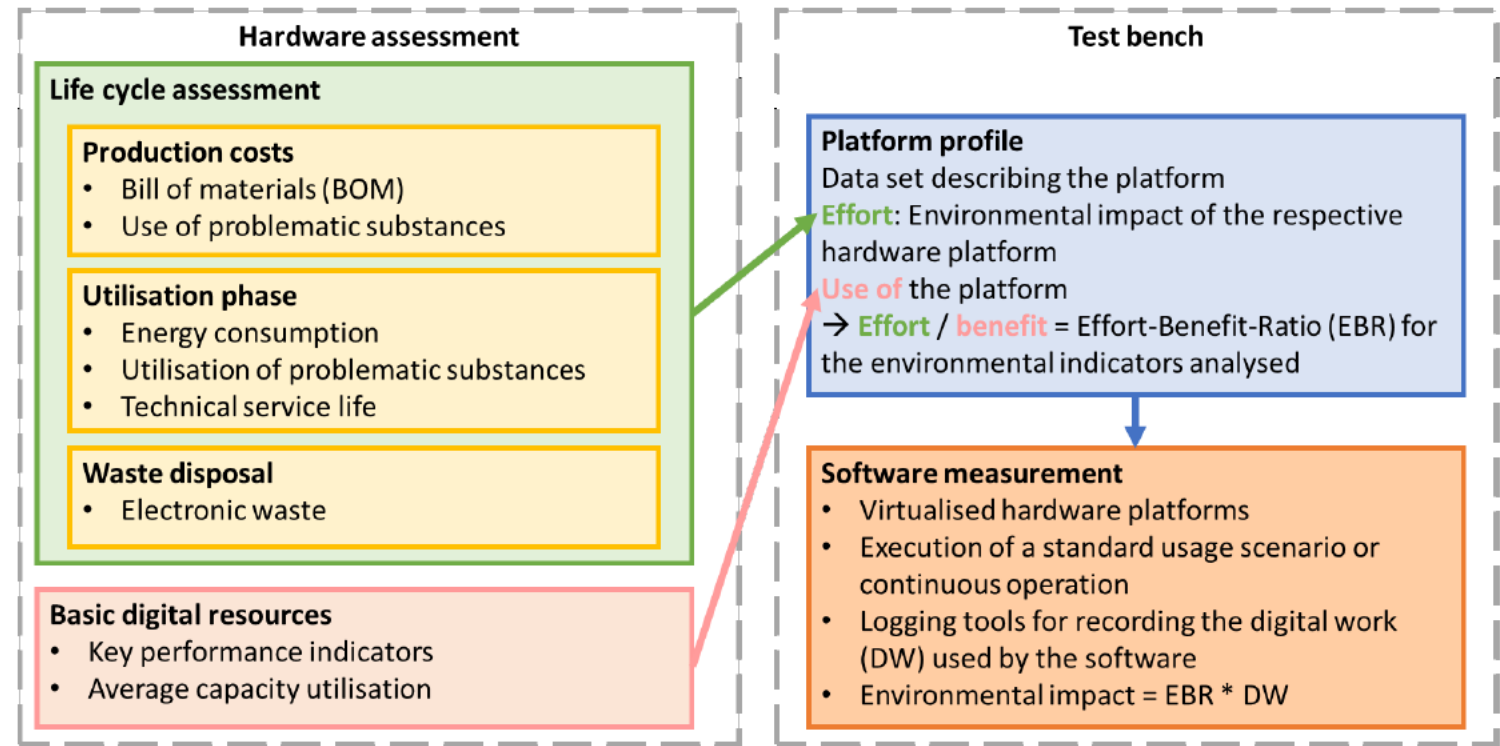 Hardware assessment
Life cycle assessment
Production costs
• Bill of materials (BOM)
• Use of problematic substances
Utilisation phase
• Energy consumption
• Utilisation of problematic substances
• Technical service life
Waste disposal
• Electronic waste
Basic digital resources
• Key performance indicators
• Average capacity utilisation
Test bench
Platform profile
Data set describing the platform
Effort: Environmental impact of the respective
hardware platform
Use of the platform
→ Effort / benefit = Effort-Benefit-Ratio (EBR) for
the environmental indicators analysed
Software measurement
• Virtualised hardware platforms
• Execution of a standard usage scenario or
continuous operation
• Logging tools for recording the digital work
(DW) used by the software
• Environmental impact = EBR * DW